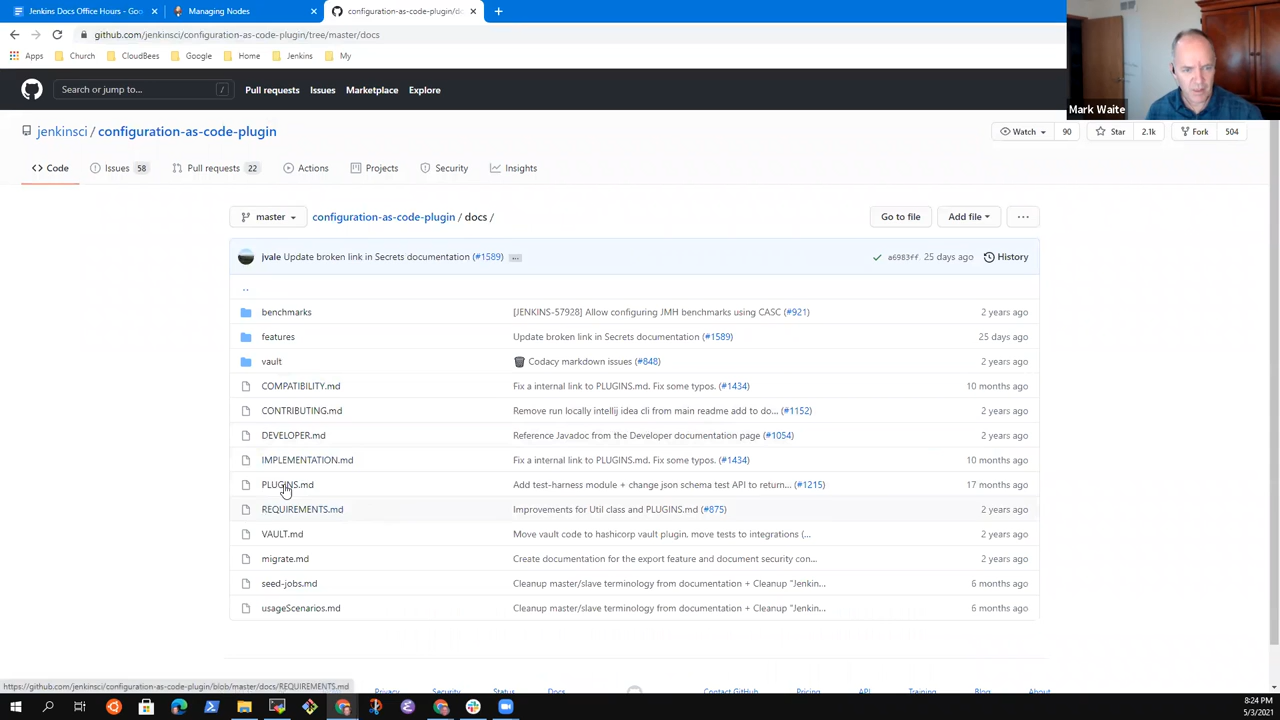 Jenkins Docs Office Hours - Goo
Managing Nodes
configuration-as-code-plugin/doc
github.com/jenkinsci/configuration-as-code-plugin/tree/master/docs
Apps Church CloudBees Google Home Jenkins My
Search or jump to... /
Pull requests Issues Marketplace Explore
Mark Waite
jenkinsci / configuration-as-code-plugin
Watch 90 Star 2.1k Fork 504
Code Issues 58 Pull requests 22 Actions Projects Security Insights
master configuration-as-code-plugin / docs / Go to file Add file ...
jvale Update broken link in Secrets documentation (#1589) ... a6983ff 25 days ago History
..
benchmarks [JENKINS-57928] Allow configuring JMH benchmarks using CASC (#921) 2 years ago
features Update broken link in Secrets documentation (#1589) 25 days ago
vault Codacy markdown issues (#848) 2 years ago
COMPATIBILITY.md Fix a internal link to PLUGINS.md. Fix some typos. (#1434) 10 months ago
CONTRIBUTING.md Remove run locally intellij idea cli from main readme add to do... (#1152) 2 years ago
DEVELOPER.md Reference Javadoc from the Developer documentation page (#1054) 2 years ago
IMPLEMENTATION.md Fix a internal link to PLUGINS.md. Fix some typos. (#1434) 10 months ago
PLUGINS.md Add test-harness module + change json schema test API to return... (#1215) 17 months ago
REQUIREMENTS.md Improvements for Util class and PLUGINS.md (#875) 2 years ago
VAULT.md Move vault code to hashicorp vault plugin, move tests to integrations (... 2 years ago
migrate.md Create documentation for the export feature and document security con... 2 years ago
seed-jobs.md Cleanup master/slave terminology from documentation + Cleanup "Jenkin... 6 months ago
usageScenarios.md Cleanup master/slave terminology from documentation + Cleanup "Jenkin... 6 months ago
https://github.com/jenkinsci/configuration-as-code-plugin/blob/master/docs/REQUIREMENTS.md
Privacy Security Status Docs Contact GitHub Pricing API Training Blog About
8:24 PM
5/3/2021